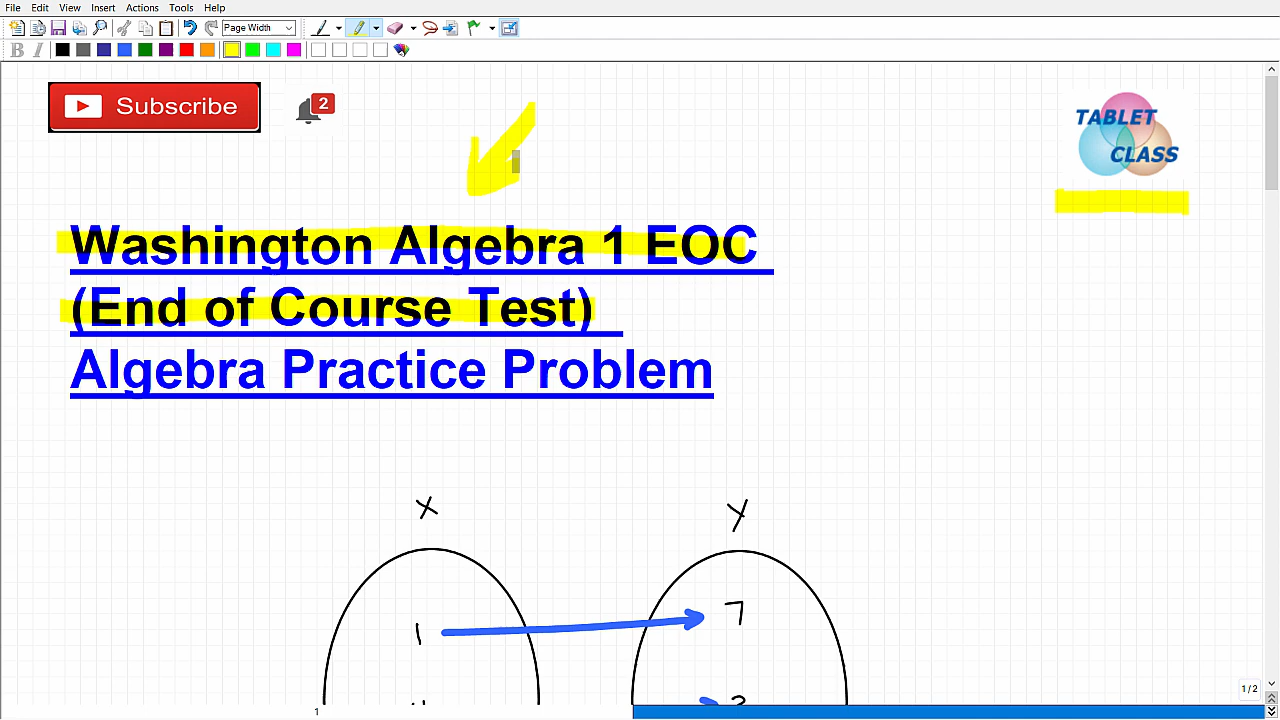 File Edit View Insert Actions Tools Help
Page Width
B I
Subscribe
2
TABLET
CLASS
Washington Algebra 1 EOC
(End of Course Test)
Algebra Practice Problem
X Y
1 7
1/2
1